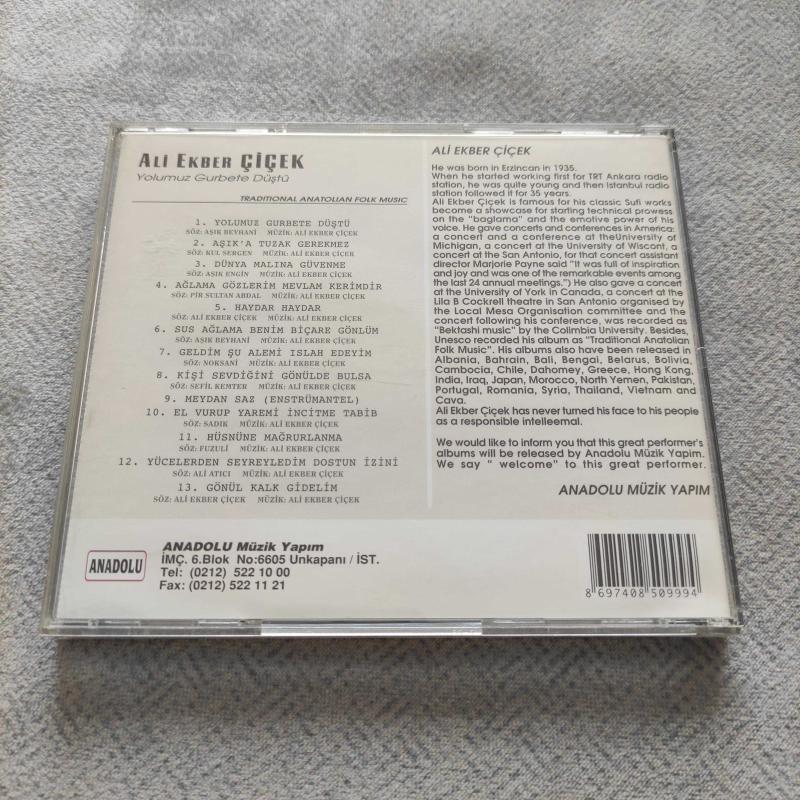 ALİ EKBER ÇİÇEK
Yolumuz Gurbete Düştü
TRADITIONAL ANATOLIAN FOLK MUSIC
1. YOLUMUZ GURBETE DÜŞTÜ
SÖZ: AŞIK BEYHANİ MÜZİK: ALİ EKBER ÇİÇEK
2. AŞIK'A TUZAK GEREKMEZ
SÖZ: KUL SERGEN MÜZİK: ALİ EKBER ÇİÇEK
3. DÜNYA MALINA GÜVENME
SÖZ: AŞIK ENGİN MÜZİK: ALİ EKBER ÇİÇEK
4. AĞLAMA GÖZLERİM MEVLAM KERİMDİR
SÖZ: PİR SULTAN ABDAL MÜZİK: ALİ EKBER ÇİÇEK
5. HAYDAR HAYDAR
SÖZ: ALİ EKBER ÇİÇEK MÜZİK: ALİ EKBER ÇİÇEK
6. SUS AĞLAMA BENİM BİÇARE GÖNLÜM
SÖZ: AŞIK BEYHANİ MÜZİK: ALİ EKBER ÇİÇEK
7. GELDİM ŞU ALEMİ ISLAH EDEYİM
SÖZ: NOKSANİ MÜZİK: ALİ EKBER ÇİÇEK
8. KİŞİ SEVDİĞİNİ GÖNÜLDE BULSA
SÖZ: SEFİL KEMTER MÜZİK: ALİ EKBER ÇİÇEK
9. MEYDAN SAZ (ENSTRÜMANTEL)
10. EL VURUP YAREMİ İNCİTME TABİB
SÖZ: SADIK MÜZİK: ALİ EKBER ÇİÇEK
11. HÜSNÜNE MAĞRURLANMA
SÖZ: FUZULİ MÜZİK: ALİ EKBER ÇİÇEK
12. YÜCELERDEN SEYREYLEDİM DOSTUN İZİNİ
SÖZ: ALİ ATICI MÜZİK: ALİ EKBER ÇİÇEK
13. GÖNÜL KALK GİDELİM
SÖZ: ALİ EKBER ÇİÇEK MÜZİK: ALİ EKBER ÇİÇEK
ALİ EKBER ÇİÇEK
He was born in Erzincan in 1935.
When he started working first for TRT Ankara radio
station, he was quite young and then Istanbul radio
station followed it for 35 years.
Ali Ekber Çiçek is famous for his classic Sufi works
become a showcase for starting technical prowess
on the "baglama" and the emotive power of his
voice. He gave concerts and conferences in America:
a concert and a conference at theUniversity of
Michigan, a concert at the University of Wiscont, a
concert at the San Antonio, for that concert assistant
director Marjorie Payne said "It was full of inspiration
and joy and was one of the remarkable events among
the last 24 annual meetings.") He also gave a concert
at the University of York in Canada, a concert at the
Lila B Cockrell theatre in San Antonio organised by
the Local Mesa Organisation committee and the
concert following his conference, was recorded as
"Bektashi music" by the Colimbia University. Besides,
Unesco recorded his album as "Traditional Anatolian
Folk Music". His albums also have been released in
Albania, Bahrain, Bali, Bengai, Belarus, Bolivia,
Cambocia, Chile, Dahomey, Greece, Hong Kong,
India, Iraq, Japan, Morocco, North Yemen, Pakistan,
Portugal, Romania, Syria, Thailand, Vietnam and
Cava.
Ali Ekber Çiçek has never turned his face to his people
as a responsible intelleemal.
We would like to inform you that this great performer's
albums will be released by Anadolu Müzik Yapim.
We say " welcome" to this great performer.
ANADOLU MÜZİK YAPIM
ANADOLU
ANADOLU Müzik Yapım
İMÇ. 6.Blok No:6605 Unkapanı / İST.
Tel: (0212) 522 10 00
Fax: (0212) 522 11 21
8 697408 509994